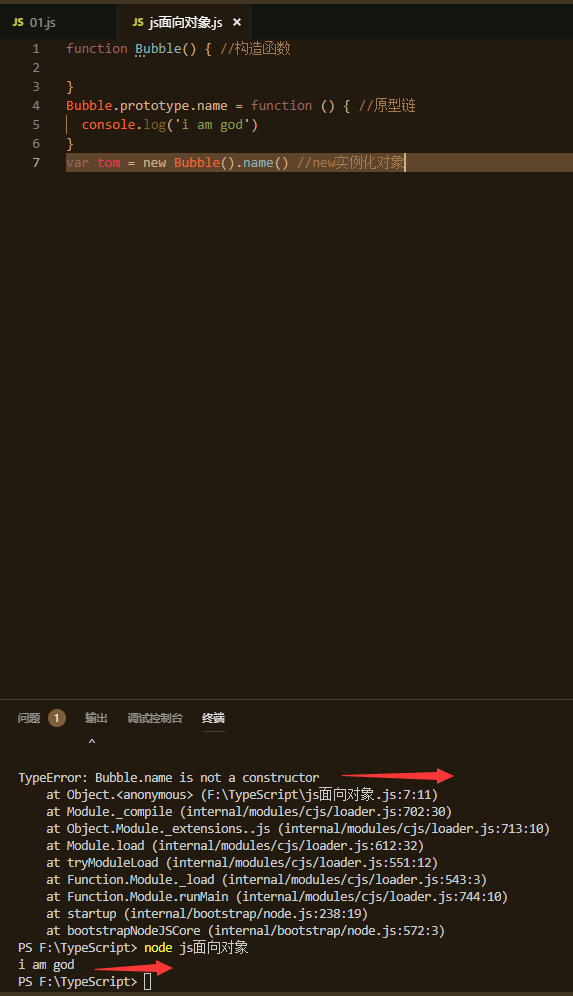 JS 01.js JS js面向对象.js ×
1 function Bubble() { //构造函数
2
3 }
4 Bubble.prototype.name = function () { //原型链
5 console.log('i am god')
6 }
7 var tom = new Bubble().name() //new实例化对象
问题 1 输出 调试控制台 终端
^
TypeError: Bubble.name is not a constructor
at Object.<anonymous> (F:\TypeScript\js面向对象.js:7:11)
at Module._compile (internal/modules/cjs/loader.js:702:30)
at Object.Module._extensions..js (internal/modules/cjs/loader.js:713:10)
at Module.load (internal/modules/cjs/loader.js:612:32)
at tryModuleLoad (internal/modules/cjs/loader.js:551:12)
at Function.Module._load (internal/modules/cjs/loader.js:543:3)
at Function.Module.runMain (internal/modules/cjs/loader.js:744:10)
at startup (internal/bootstrap/node.js:238:19)
at bootstrapNodeJSCore (internal/bootstrap/node.js:572:3)
PS F:\TypeScript> node js面向对象
i am god
PS F:\TypeScript>